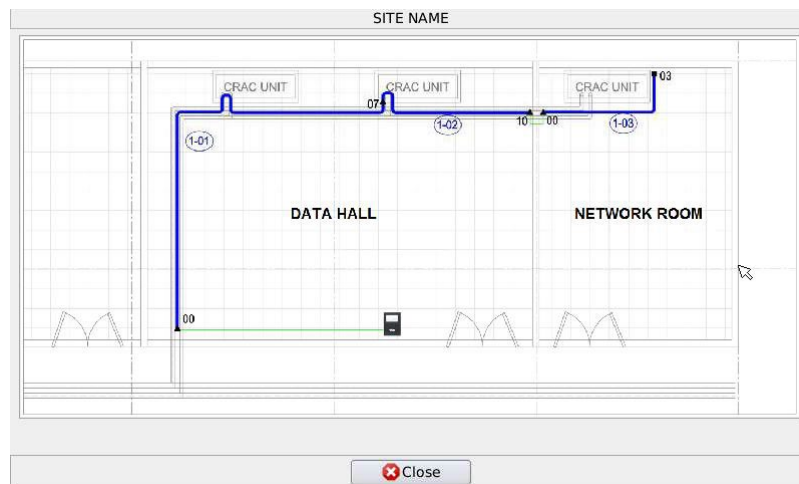 SITE NAME
CRAC UNIT
CRAC UNIT
CRAC UNIT
03
07
10
00
1-01
1-02
1-03
DATA HALL
NETWORK ROOM
00
Close